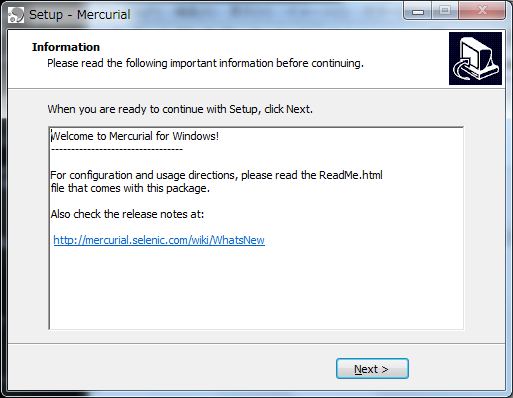 Setup - Mercurial
Information
Please read the following important information before continuing.
When you are ready to continue with Setup, click Next.
Welcome to Mercurial for Windows!
---------------------------------
For configuration and usage directions, please read the ReadMe.html
file that comes with this package.
Also check the release notes at:
http://mercurial.selenic.com/wiki/WhatsNew
Next >